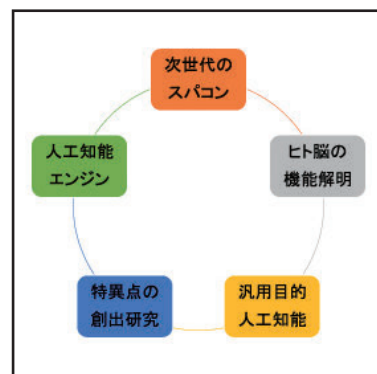 次世代の
スパコン
ヒト脳の
機能解明
汎用目的
人工知能
特異点の
創出研究
人工知能
エンジン